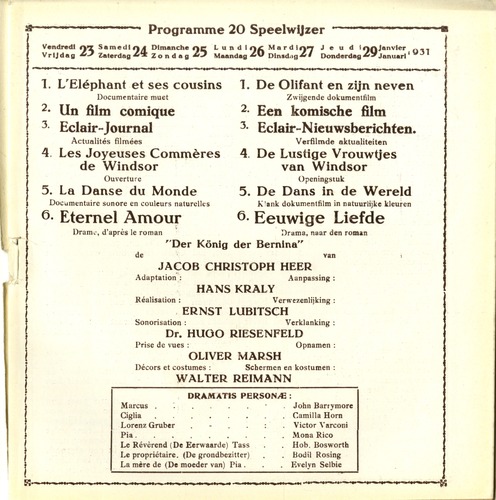 Programme 20 Speelwijzer
Vendredi Vrijdag 23 Samedi Zaterdag 24 Dimanche Zondag 25 Lundi Maandag 26 Mardi Dinsdag 27 Jeudi Donderdag 29 Janvier Januari 1931
1. L'Eléphant et ses cousins 1. De Olifant en zijn neven
Documentaire muet Zwijgende dokumentfilm
2. Un film comique 2. Een komische film
3. Eclair-Journal 3. Eclair-Nieuwsberichten.
Actualités filmées Verfilmde aktualiteiten
4. Les Joyeuses Commères 4. De Lustige Vrouwtjes
de Windsor van Windsor
Ouverture Openingstuk
5. La Danse du Monde 5. De Dans in de Wereld
Documentaire sonore en couleurs naturelles Klank dokumentfilm in natuurlijke kleuren
6. Eternel Amour 6. Eeuwige Liefde
Drame, d'après le roman Drama, naar den roman
"Der König der Bernina"
de van
JACOB CHRISTOPH HEER
Adaptation : Aanpassing :
HANS KRALY
Réalisation : Verwezenlijking :
ERNST LUBITSCH
Sonorisation : Verklanking :
Dr. HUGO RIESENFELD
Prise de vues : Opnamen :
OLIVER MARSH
Décors et costumes : Schermen en kostumen :
WALTER REIMANN
DRAMATIS PERSONÆ :
Marcus . . . . . . . John Barrymore
Ciglia . . . . . . . Camilla Horn
Lorenz Gruber . . . . . Victor Varconi
Pia . . . . . . . . Mona Rico
Le Révèrend (De Eerwaarde) Tass . . Hob. Bosworth
Le propriétaire, (De grondbezitter) . Bodil Rosing
La mère de (De moeder van) Pia . . . Evelyn Selbie